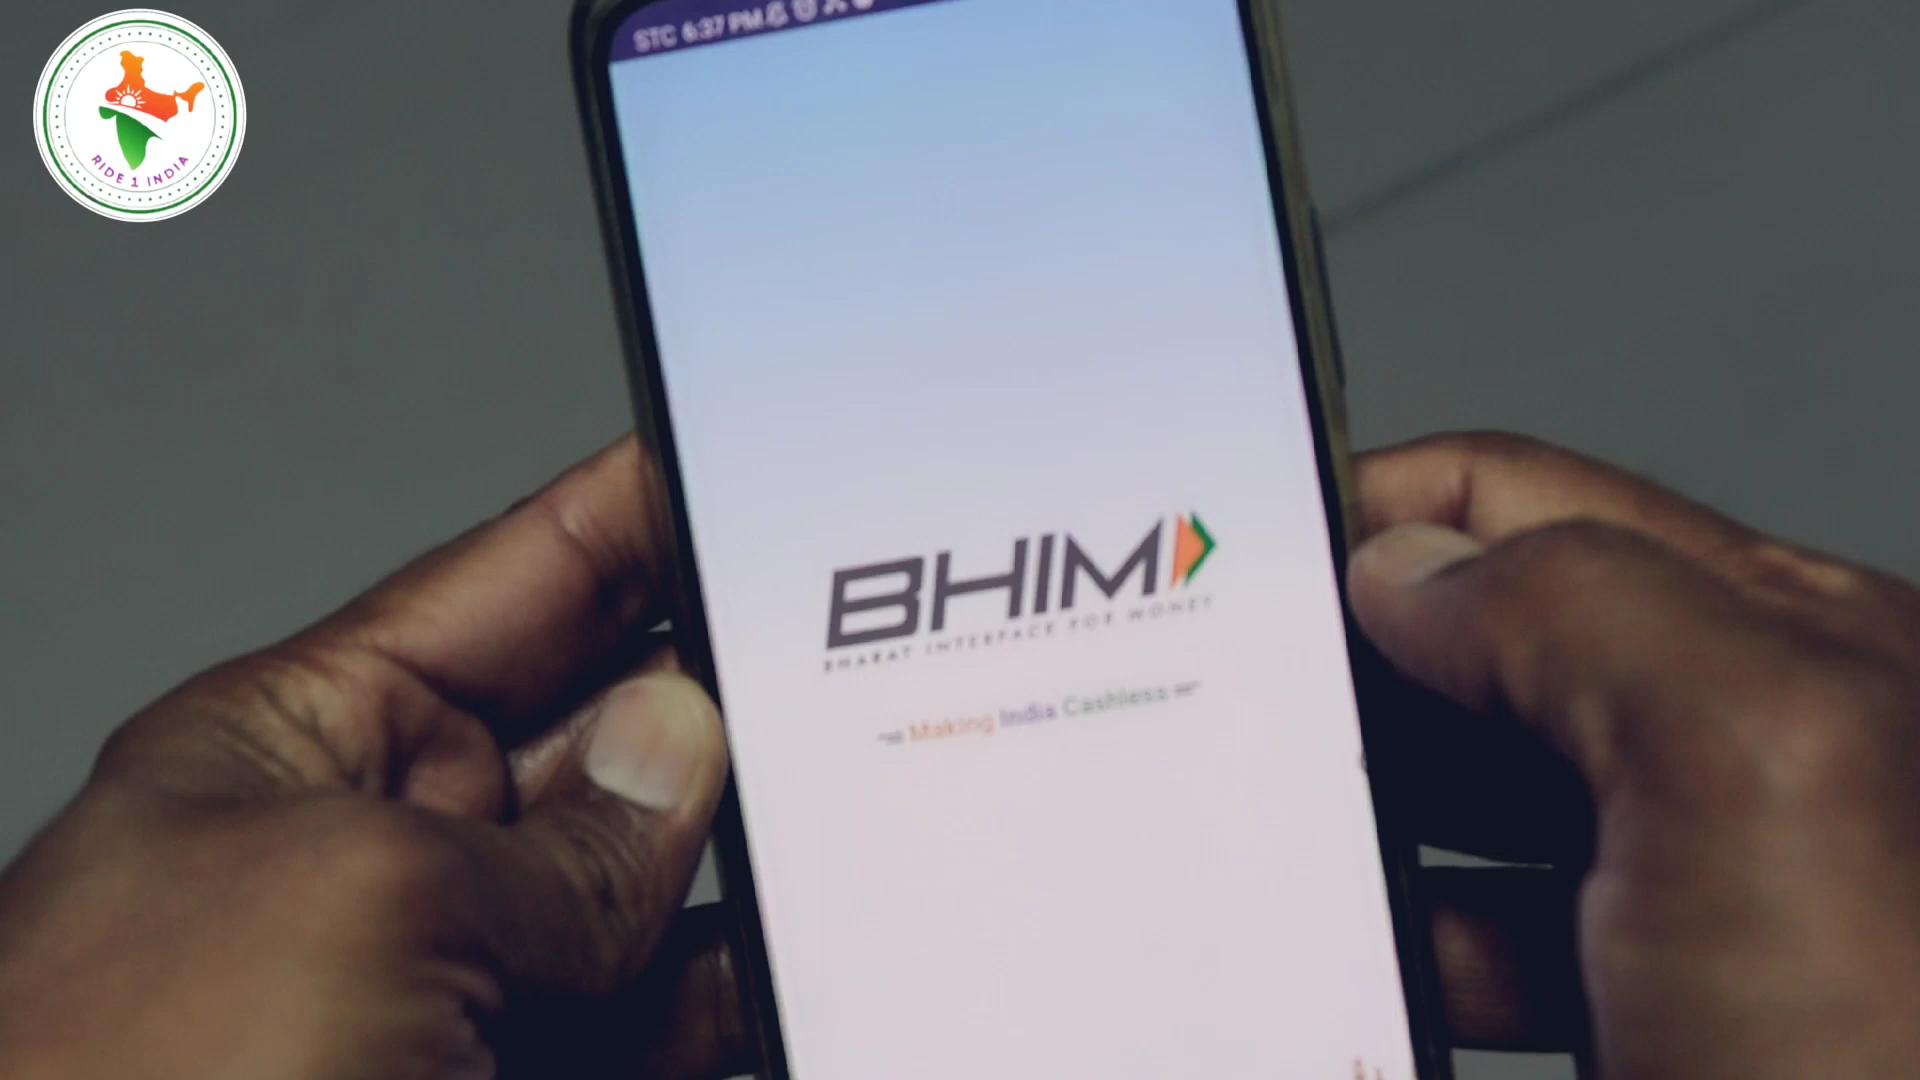 RIDE 1 INDIA
STC 6:37 PM
BHIM
BHARAT INTERFACE FOR MONEY
Making India Cashless